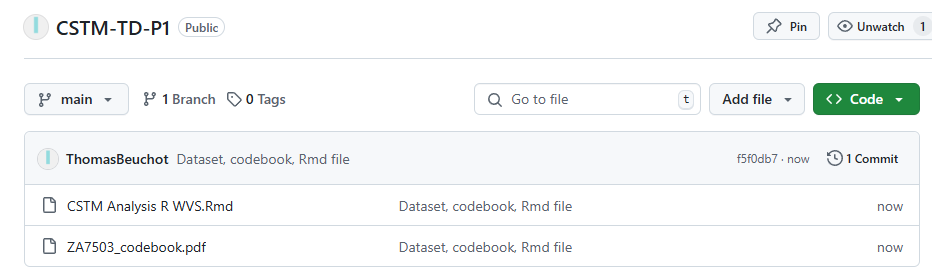 CSTM-TD-P1 Public Pin Unwatch 1
main 1 Branch 0 Tags Go to file t Add file Code
ThomasBeuchot Dataset, codebook, Rmd file f5f0db7 · now 1 Commit
CSTM Analysis R WVS.Rmd Dataset, codebook, Rmd file now
ZA7503_codebook.pdf Dataset, codebook, Rmd file now